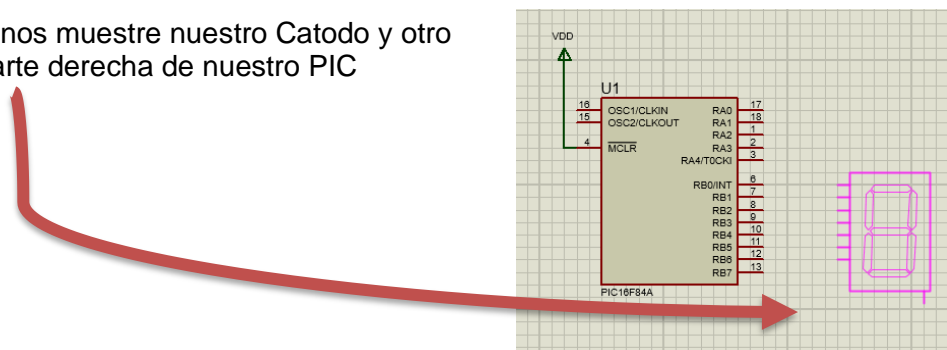 nos muestre nuestro Catodo y otro
arte derecha de nuestro PIC
VDD
U1
16 OSC1/CLKIN RA0 17
15 OSC2/CLKOUT RA1 18
RA2 1
4 MCLR RA3 2
RA4/T0CKI 3
RB0/INT 6
RB1 7
RB2 8
RB3 9
RB4 10
RB5 11
RB6 12
RB7 13
PIC16F84A